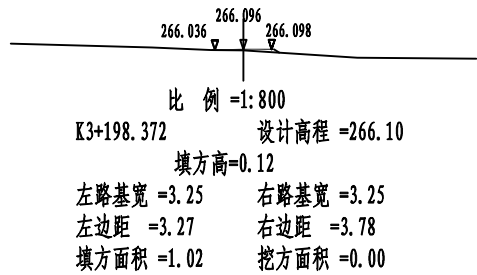 266.096
266.036 266.098
比 例 =1:800
K3+198.372 设计高程 =266.10
填方高=0.12
左路基宽 =3.25 右路基宽 =3.25
左边距 =3.27 右边距 =3.78
填方面积 =1.02 挖方面积 =0.00